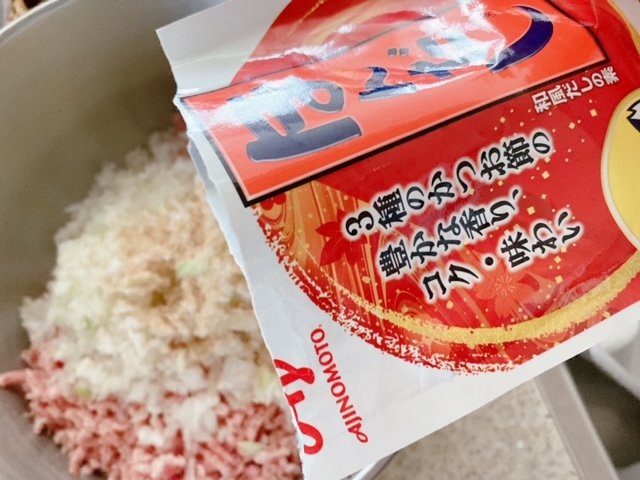 ほんだし
和風だしの素
3種のかつお節の
豊かな香り、
コク・味わい
AJINOMOTO.